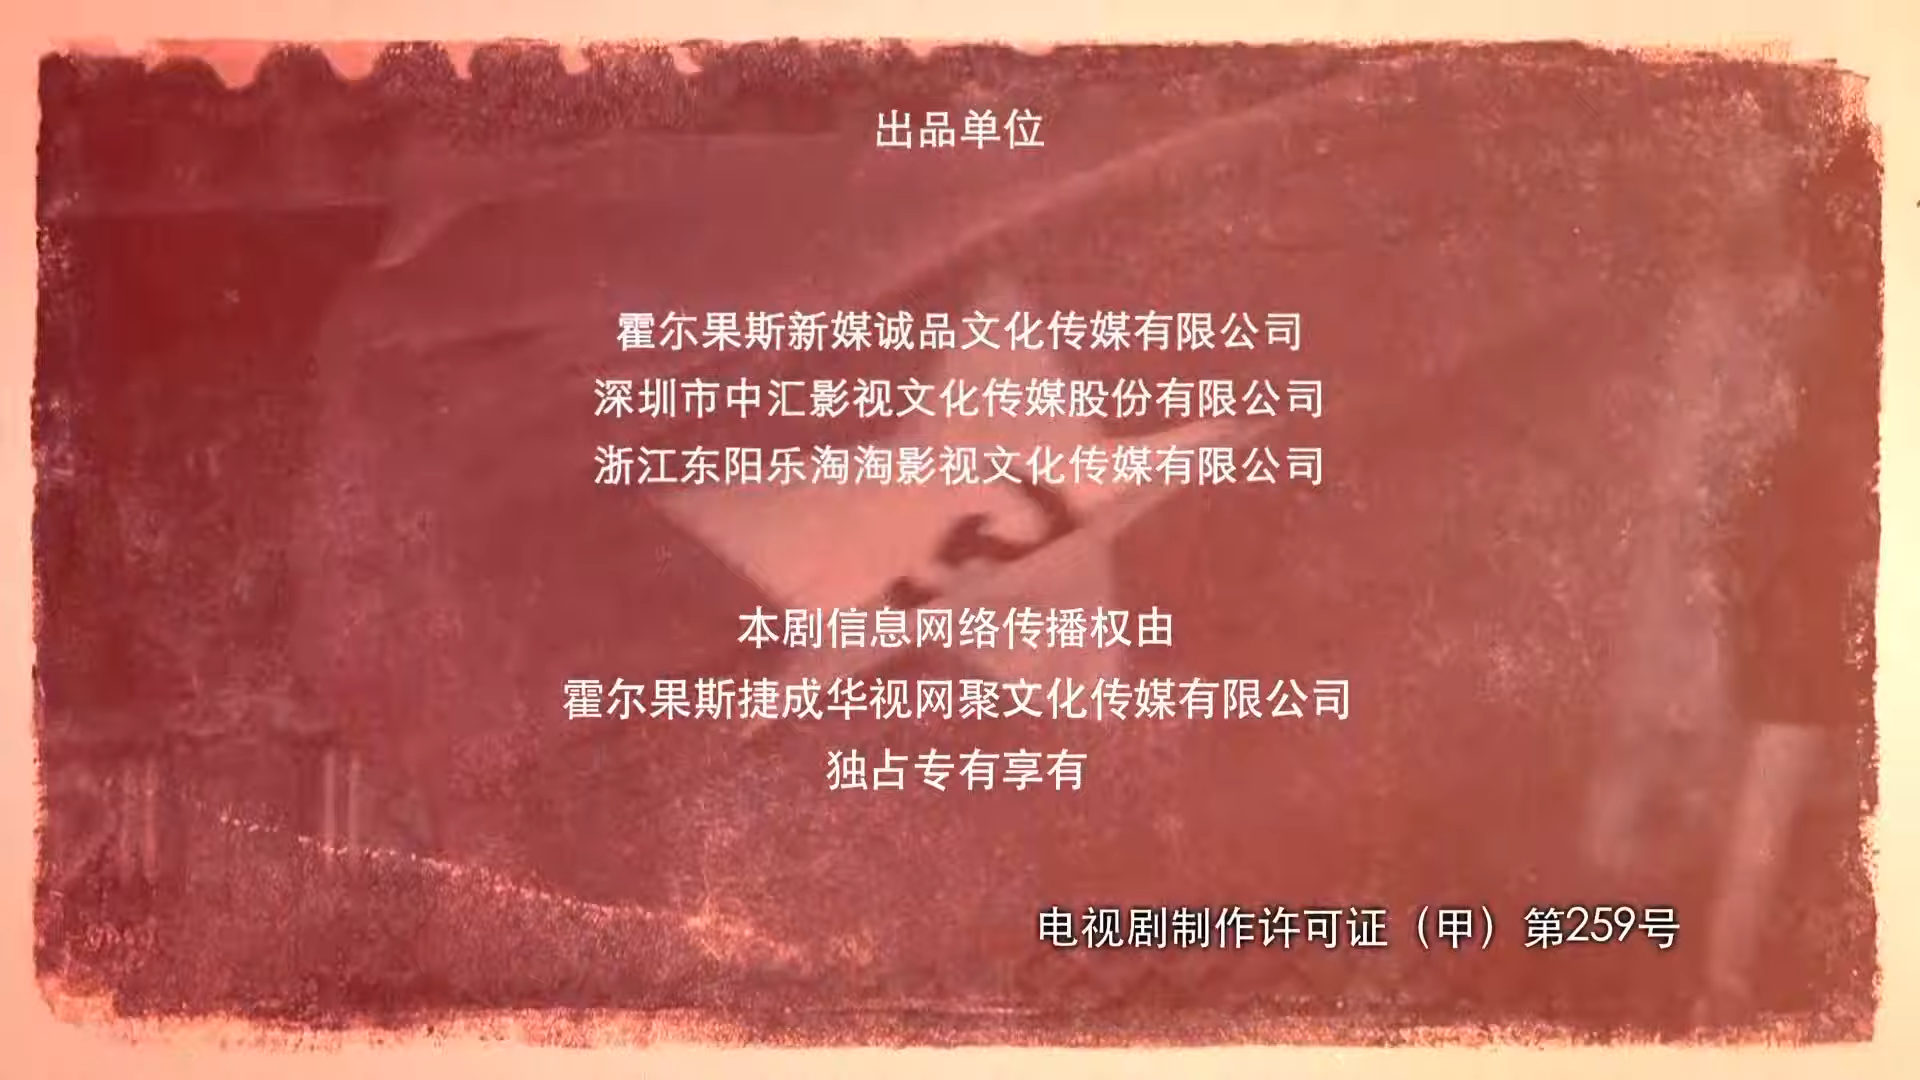 出品单位
霍尔果斯新媒诚品文化传媒有限公司
深圳市中汇影视文化传媒股份有限公司
浙江东阳乐淘淘影视文化传媒有限公司
本剧信息网络传播权由
霍尔果斯捷成华视网聚文化传媒有限公司
独占专有享有
电视剧制作许可证（甲）第259号